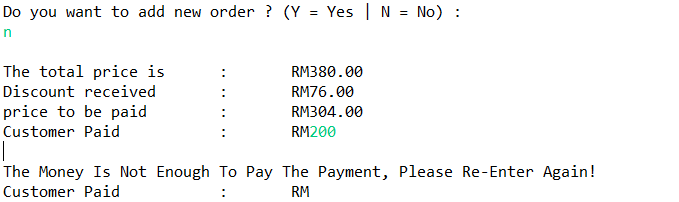 Do you want to add new order ? (Y = Yes | N = No) :
n
The total price is : RM380.00
Discount received : RM76.00
price to be paid : RM304.00
Customer Paid : RM200
The Money Is Not Enough To Pay The Payment, Please Re-Enter Again!
Customer Paid : RM